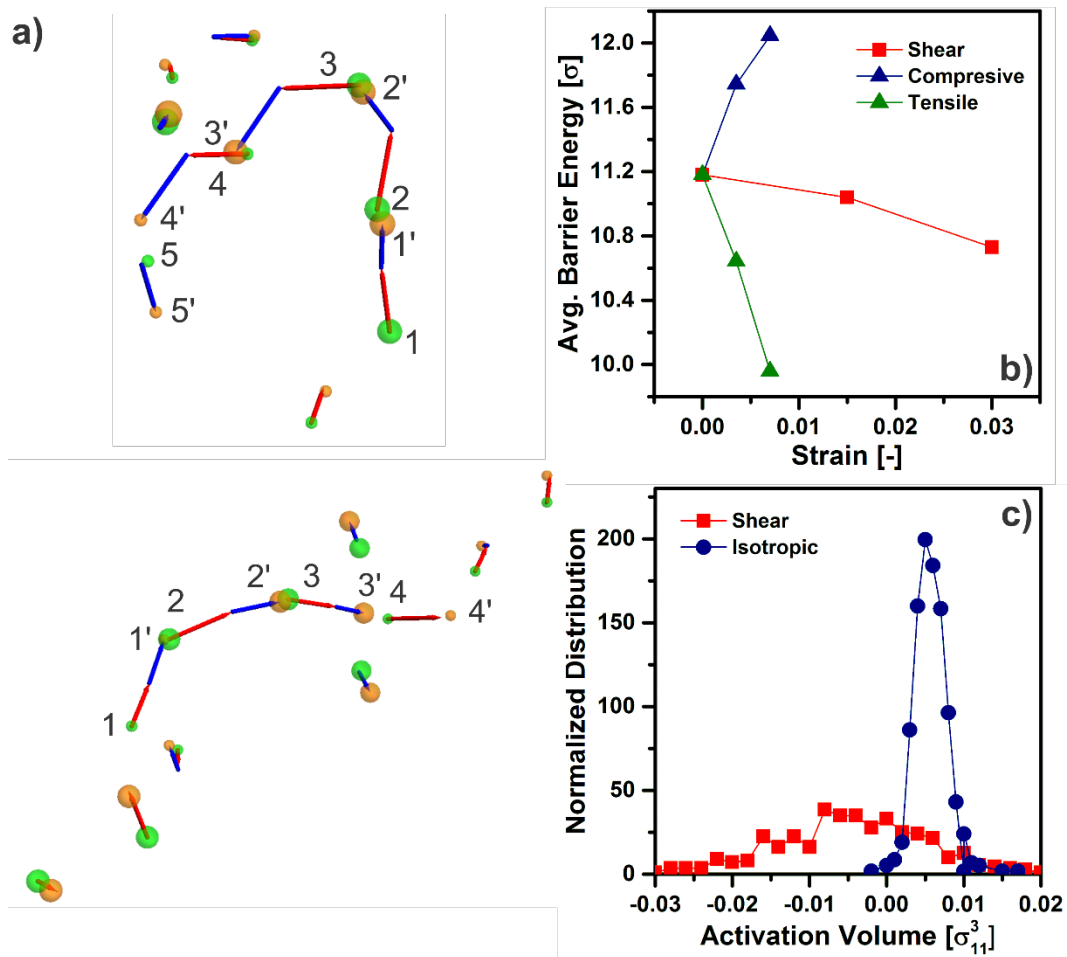 a)
3
2'
3'
4
2
4'
1'
5
5'
1
12.0
11.6
11.2
10.8
10.4
10.0
Avg. Barrier Energy [σ]
Shear
Compresive
Tensile
b)
0.00 0.01 0.02 0.03
Strain [-]
2' 3
2
3' 4
4'
1'
1
200
150
100
50
0
Normalized Distribution
Shear
Isotropic
c)
-0.03 -0.02 -0.01 0.00 0.01 0.02
Activation Volume [σ³₁₁]